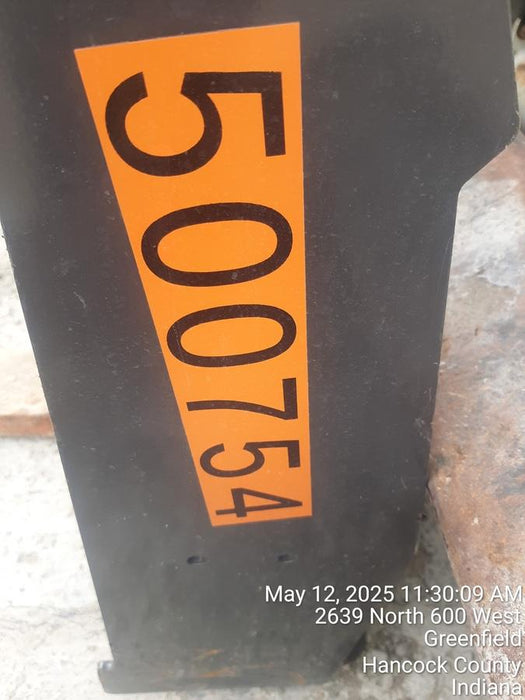 500754
May 12, 2025 11:30:09 AM
2639 North 600 West
Greenfield
Hancock County
Indiana